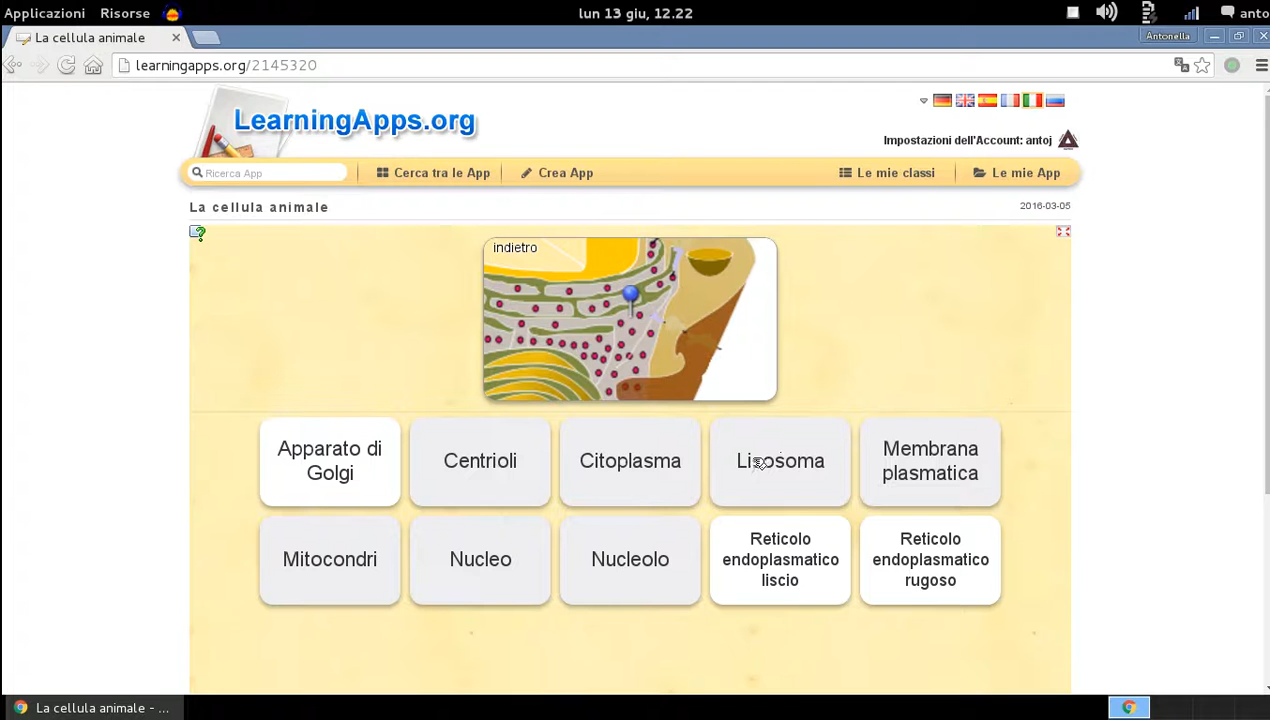 Applicazioni Risorse lun 13 giu, 12.22 anto
La cellula animale Antonella
learningapps.org/2145320
LearningApps.org
Impostazioni dell'Account: antoj
Ricerca App Cerca tra le App Crea App Le mie classi Le mie App
La cellula animale 2016-03-05
indietro
Apparato di
Golgi
Centrioli
Citoplasma
Lisosoma
Membrana
plasmatica
Mitocondri
Nucleo
Nucleolo
Reticolo
endoplasmatico
liscio
Reticolo
endoplasmatico
rugoso
La cellula animale - ...